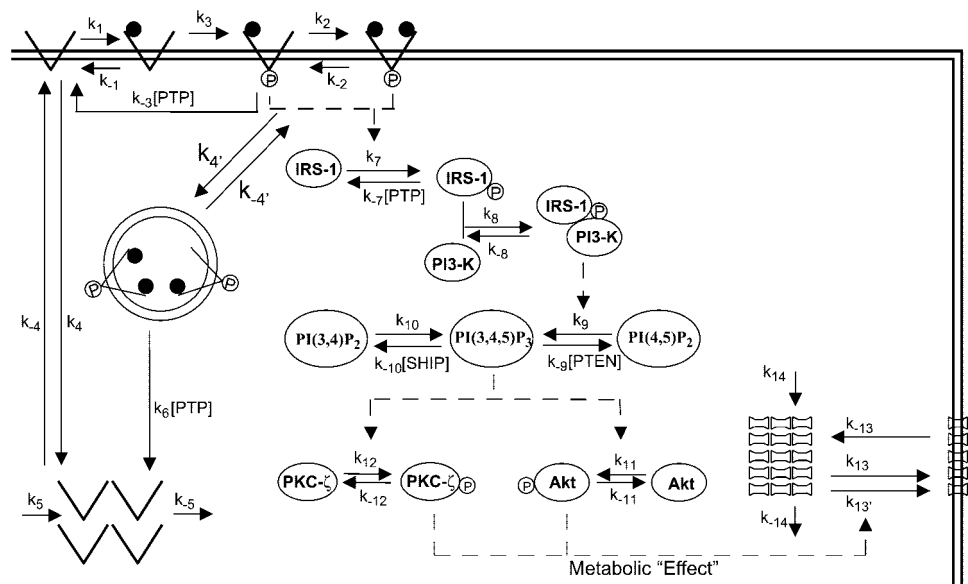 k1 k3 k2
k-1 k-2
P P
k-3[PTP]
k4'
k-4'
IRS-1 k7 k-7[PTP] IRS-1 P
k8 k-8
PI3-K
IRS-1 P PI3-K
P P
k-4 k4
PI(3,4)P2 k10 k-10[SHIP] PI(3,4,5)P3 k9 k-9[PTEN] PI(4,5)P2
k6[PTP]
k14
k-13
k13
k13'
k-14
PKC-ζ k12 k-12 PKC-ζ P
P Akt k11 k-11 Akt
k5 k-5
Metabolic “Effect”